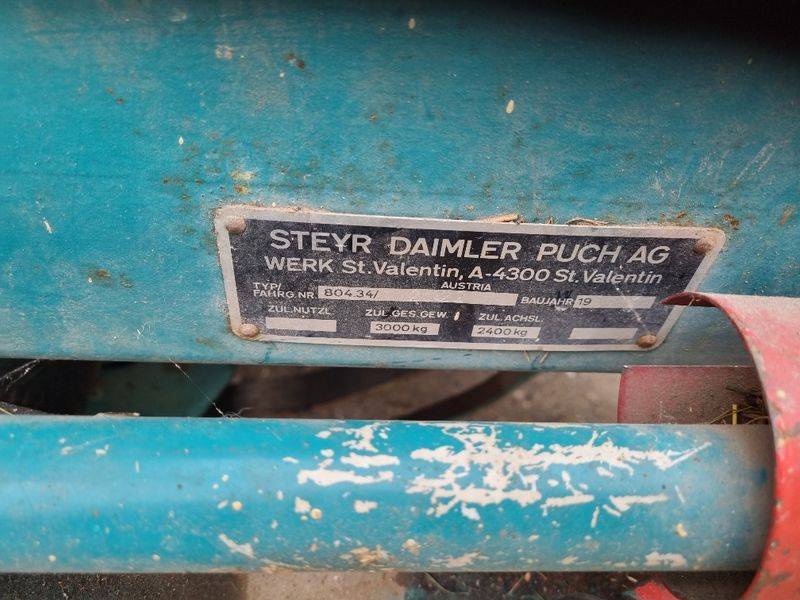 STEYR DAIMLER PUCH AG
WERK St. Valentin, A-4300 St. Valentin
AUSTRIA
TYP/
FAHRG. NR 804.34/ BAUJAHR 19
ZUL. NUTZL. ZUL. GES. GEW. ZUL. ACHSL.
3000 kg 2400 kg